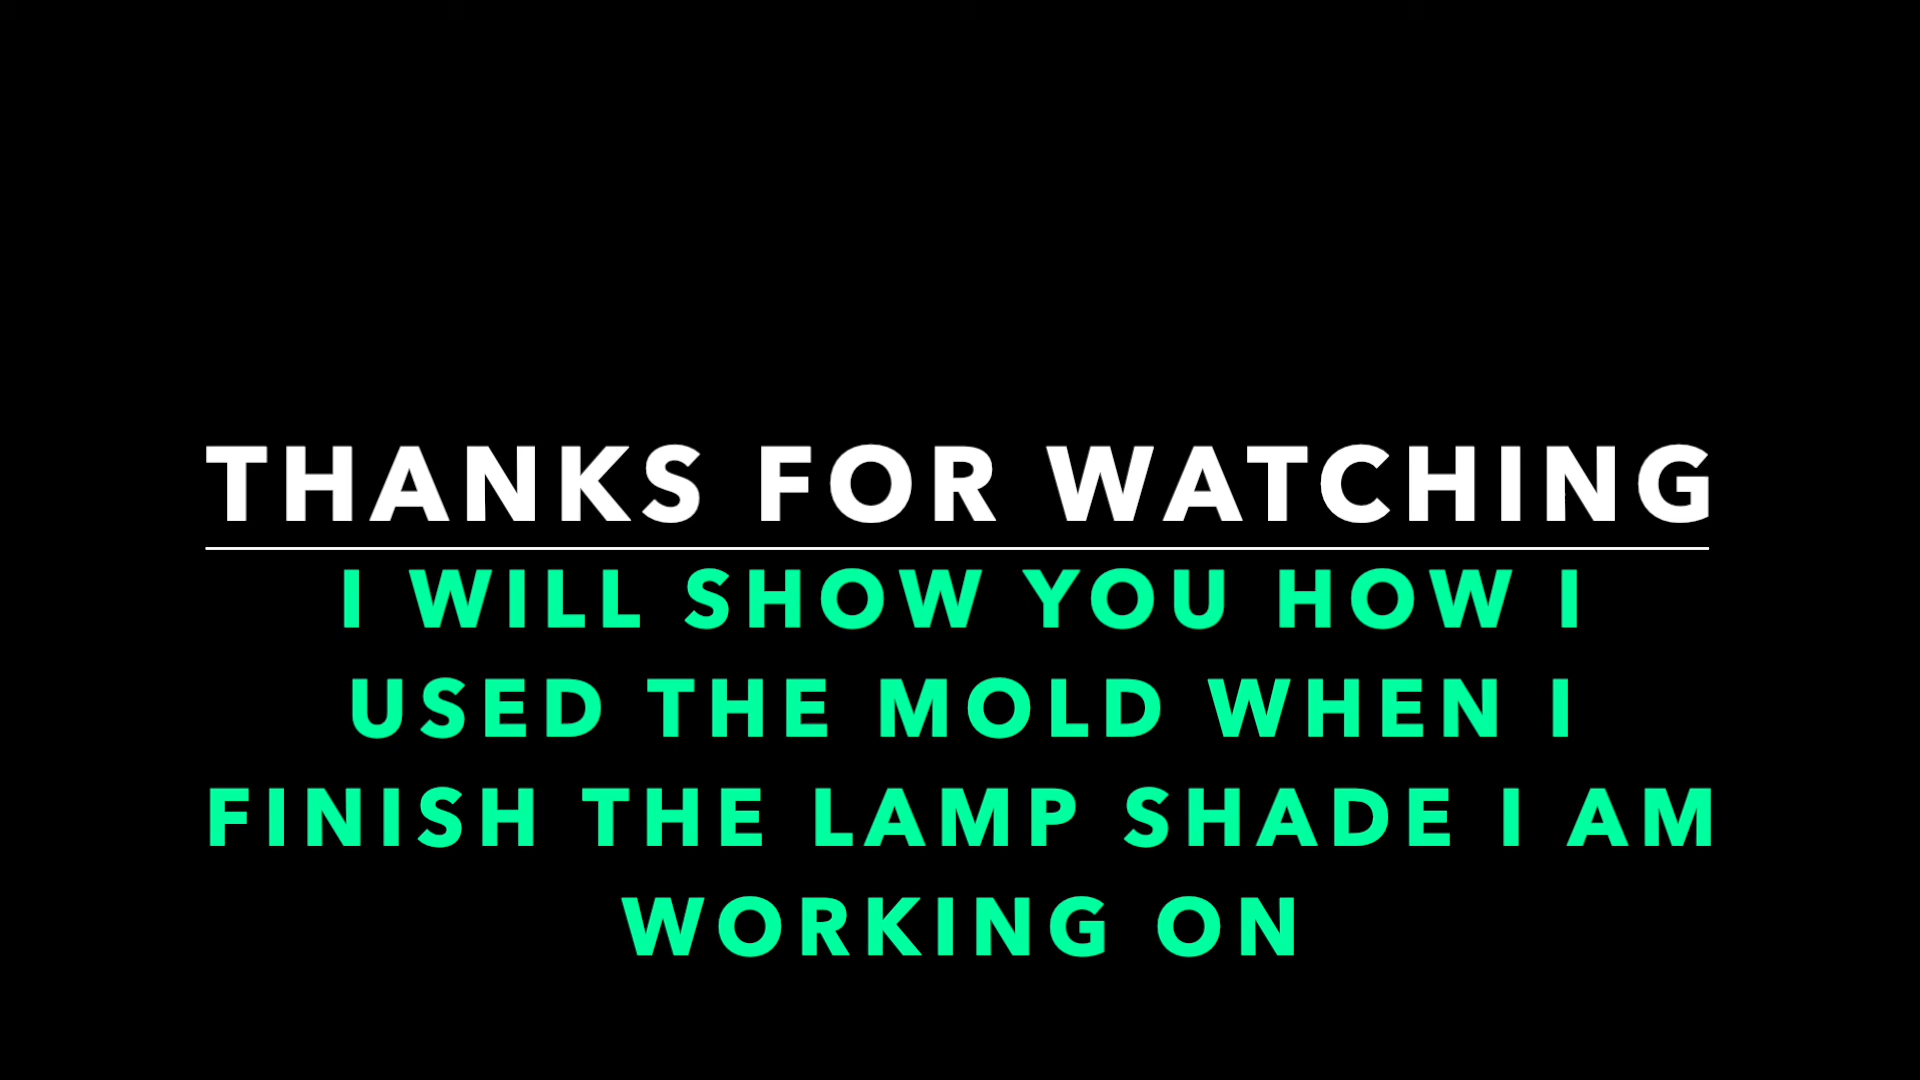 THANKS FOR WATCHING
I WILL SHOW YOU HOW I
USED THE MOLD WHEN I
FINISH THE LAMP SHADE I AM
WORKING ON